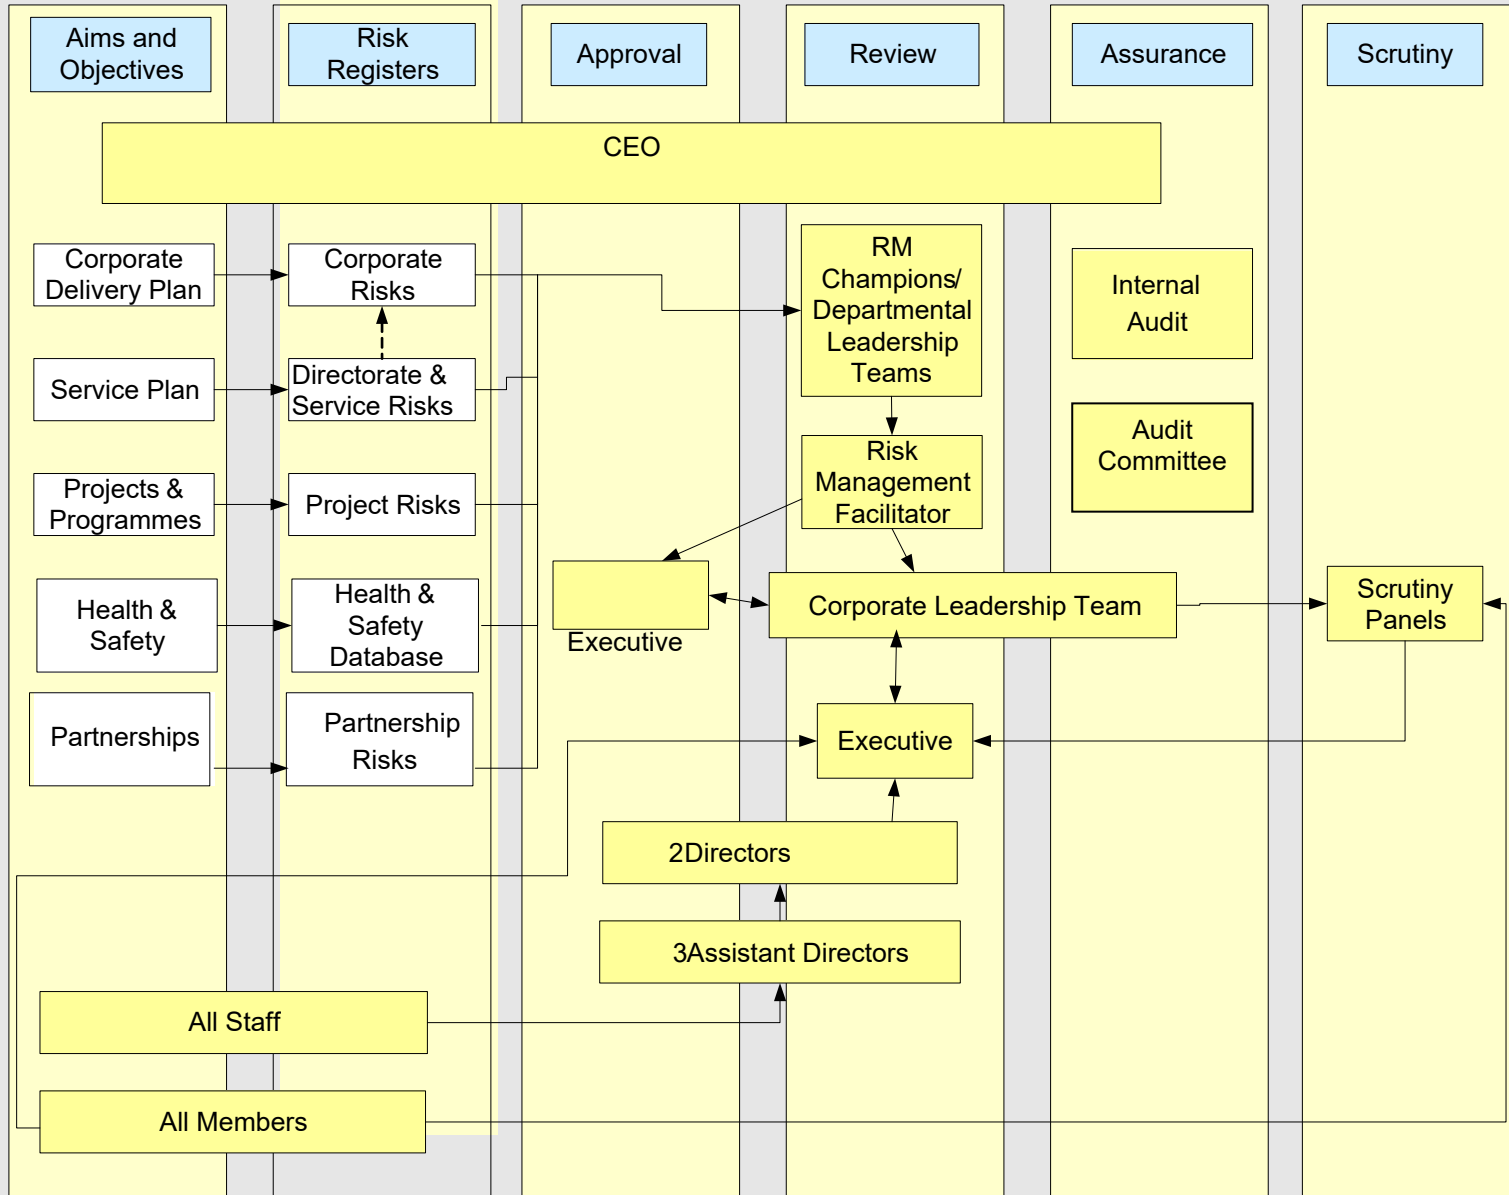 Aims and
Objectives
Risk
Registers
Approval
Review
Assurance
Scrutiny
CEO
Corporate
Delivery Plan
Corporate
Risks
RM
Champions/
Departmental
Leadership
Teams
Internal
Audit
Service Plan
Directorate &
Service Risks
Audit
Committee
Projects &
Programmes
Project Risks
Risk
Management
Facilitator
Health &
Safety
Health &
Safety
Database
Executive
Corporate Leadership Team
Scrutiny
Panels
Partnerships
Partnership
Risks
Executive
2Directors
3Assistant Directors
All Staff
All Members